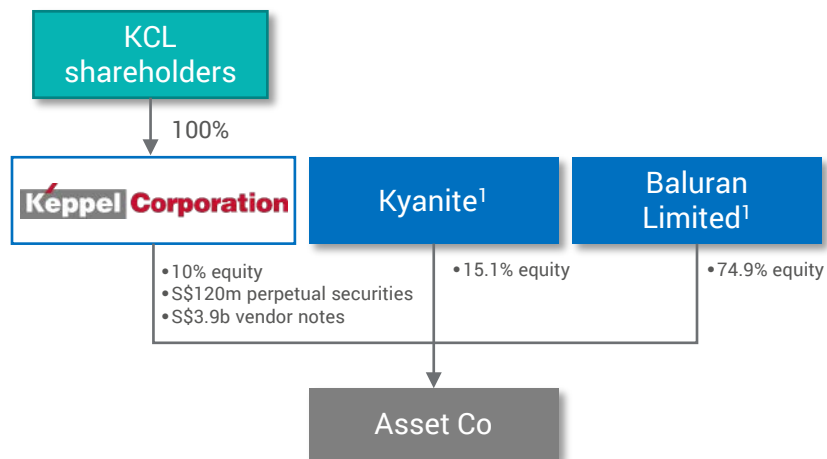 KCL
shareholders
100%
Keppel Corporation
Kyanite¹
Baluran
Limited¹
•10% equity
•S$120m perpetual securities
•S$3.9b vendor notes
•15.1% equity
•74.9% equity
Asset Co